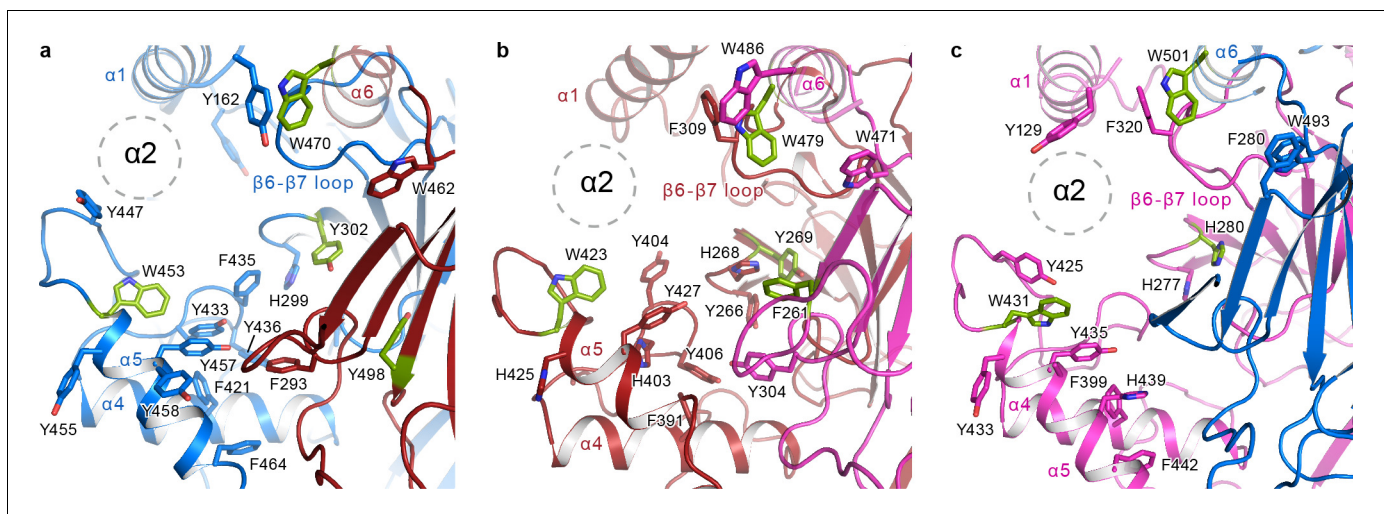 a
α1
α6
Y162
W470
α2
β6-β7 loop
W462
Y447
Y302
W453
F435
H299
Y433
Y436
α5
Y457
F293
Y498
F421
α4
Y458
Y455
F464
b
W486
α1
α6
F309
W479
W471
α2
β6-β7 loop
W423
Y404
H268
Y269
Y427
Y266
F261
α5
Y406
H425
H403
Y304
F391
α4
c
W501
α6
α1
Y129
F320
W493
F280
α2
β6-β7 loop
H280
Y425
H277
W431
Y435
F399
H439
α4
Y433
α5
F442